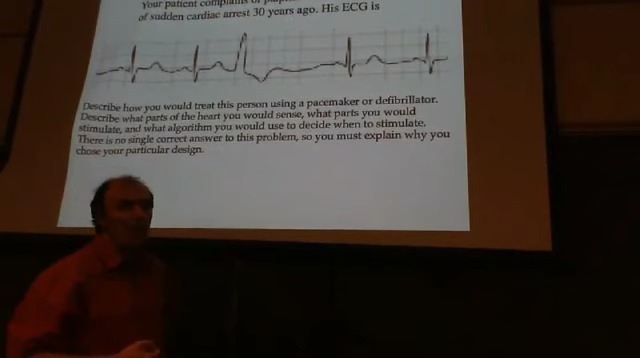 Your patient complains of
of sudden cardiac arrest 30 years ago. His ECG is
Describe how you would treat this person using a pacemaker or defibrillator.
Describe what parts of the heart you would sense, what parts you would
stimulate, and what algorithm you would use to decide when to stimulate.
There is no single correct answer to this problem, so you must explain why you
chose your particular design.